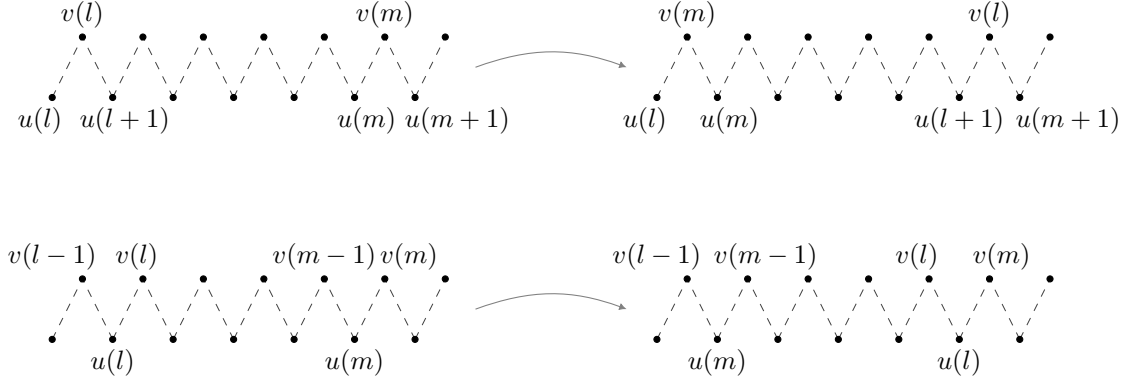 v(l) v(m) v(m) v(l)
u(l) u(l + 1) u(m) u(m + 1) u(l) u(m) u(l + 1) u(m + 1)
v(l − 1) v(l) v(m − 1) v(m) v(l − 1) v(m − 1) v(l) v(m)
u(l) u(m) u(m) u(l)